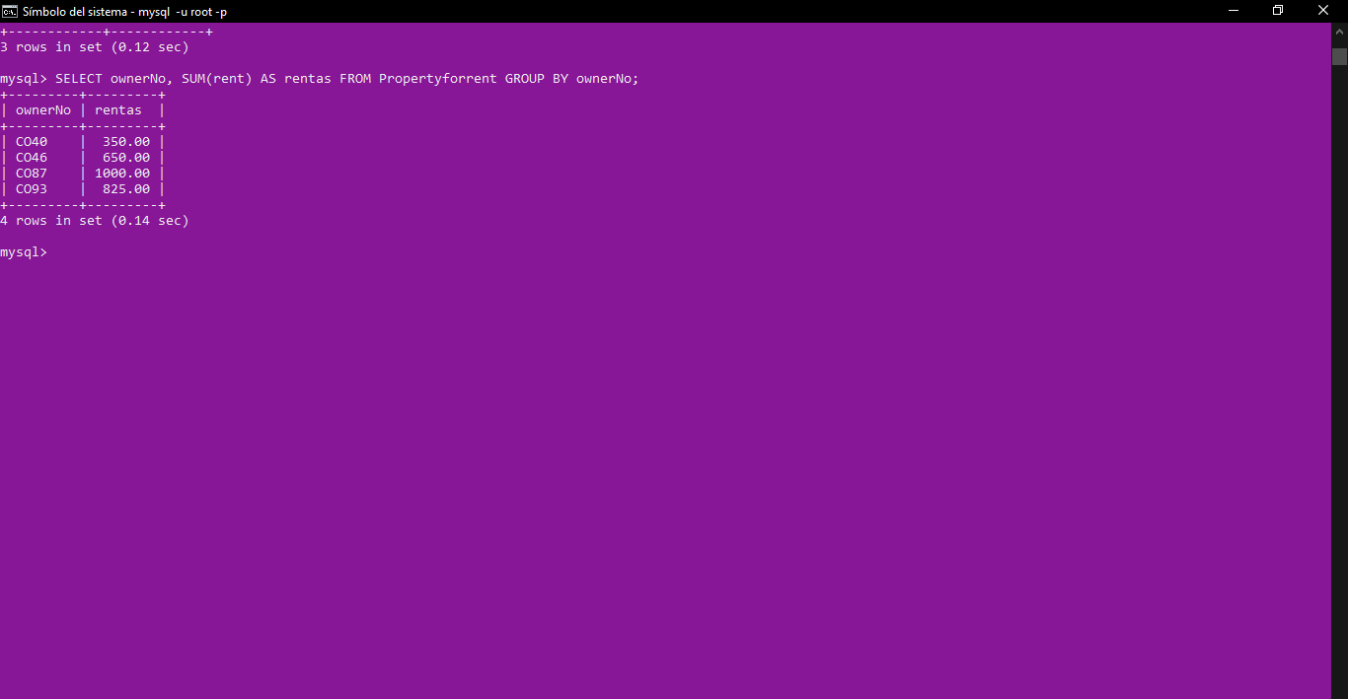 Símbolo del sistema - mysql  -u root -p
+------------+------------+
3 rows in set (0.12 sec)
mysql> SELECT ownerNo, SUM(rent) AS rentas FROM Propertyforrent GROUP BY ownerNo;
+---------+---------+
| ownerNo | rentas  |
+---------+---------+
| CO40    |  350.00 |
| CO46    |  650.00 |
| CO87    | 1000.00 |
| CO93    |  825.00 |
+---------+---------+
4 rows in set (0.14 sec)
mysql>